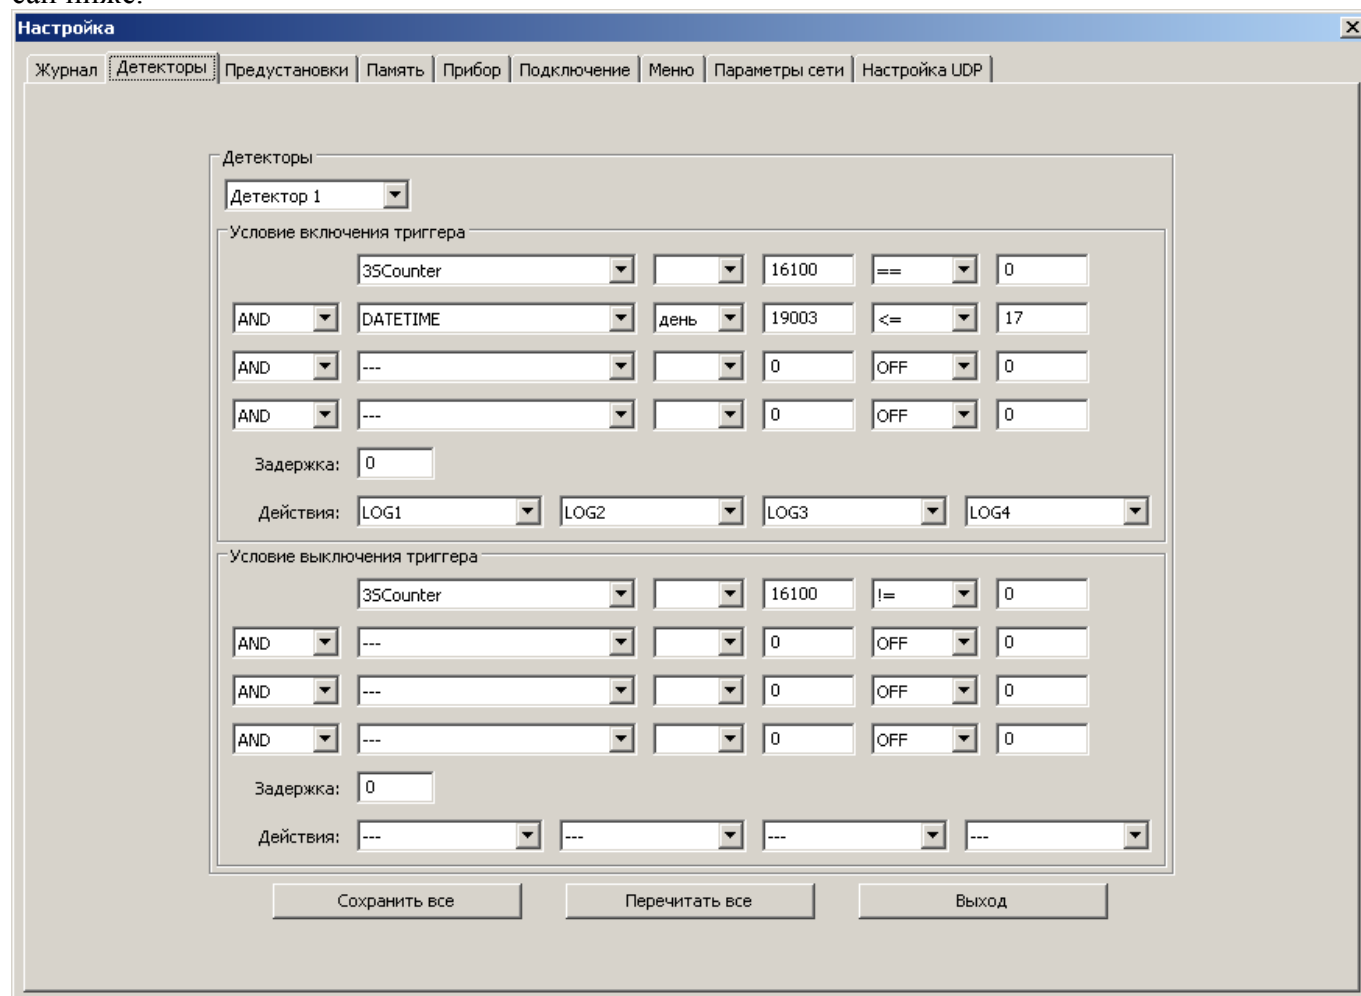 сан ниже.
Настройка
Журнал Детекторы Предустановки Память Прибор Подключение Меню Параметры сети Настройка UDP
Детекторы
Детектор 1
Условие включения триггера
3SCounter 16100 == 0
AND DATETIME день 19003 <= 17
AND --- 0 OFF 0
AND --- 0 OFF 0
Задержка: 0
Действия: LOG1 LOG2 LOG3 LOG4
Условие выключения триггера
3SCounter 16100 != 0
AND --- 0 OFF 0
AND --- 0 OFF 0
AND --- 0 OFF 0
Задержка: 0
Действия: --- --- --- ---
Сохранить все Перечитать все Выход